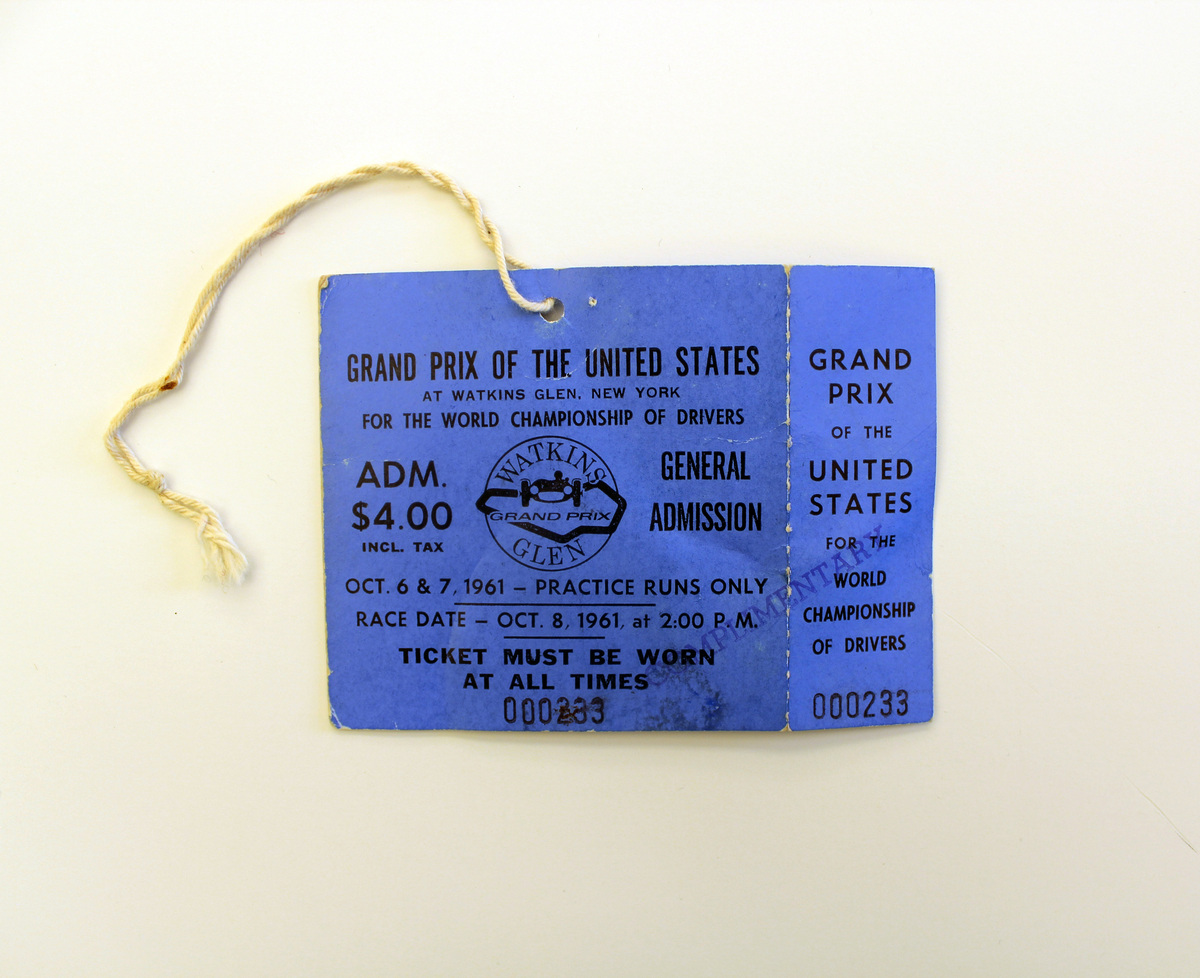 GRAND PRIX OF THE UNITED STATES
AT WATKINS GLEN, NEW YORK
FOR THE WORLD CHAMPIONSHIP OF DRIVERS
ADM.
$4.00
INCL. TAX
WATKINS
GRAND PRIX
GLEN
GENERAL
ADMISSION
OCT. 6 & 7, 1961 – PRACTICE RUNS ONLY
RACE DATE – OCT. 8, 1961, at 2:00 P.M.
TICKET MUST BE WORN
AT ALL TIMES
000233
COMPLIMENTARY
GRAND
PRIX
OF THE
UNITED
STATES
FOR THE
WORLD
CHAMPIONSHIP
OF DRIVERS
000233